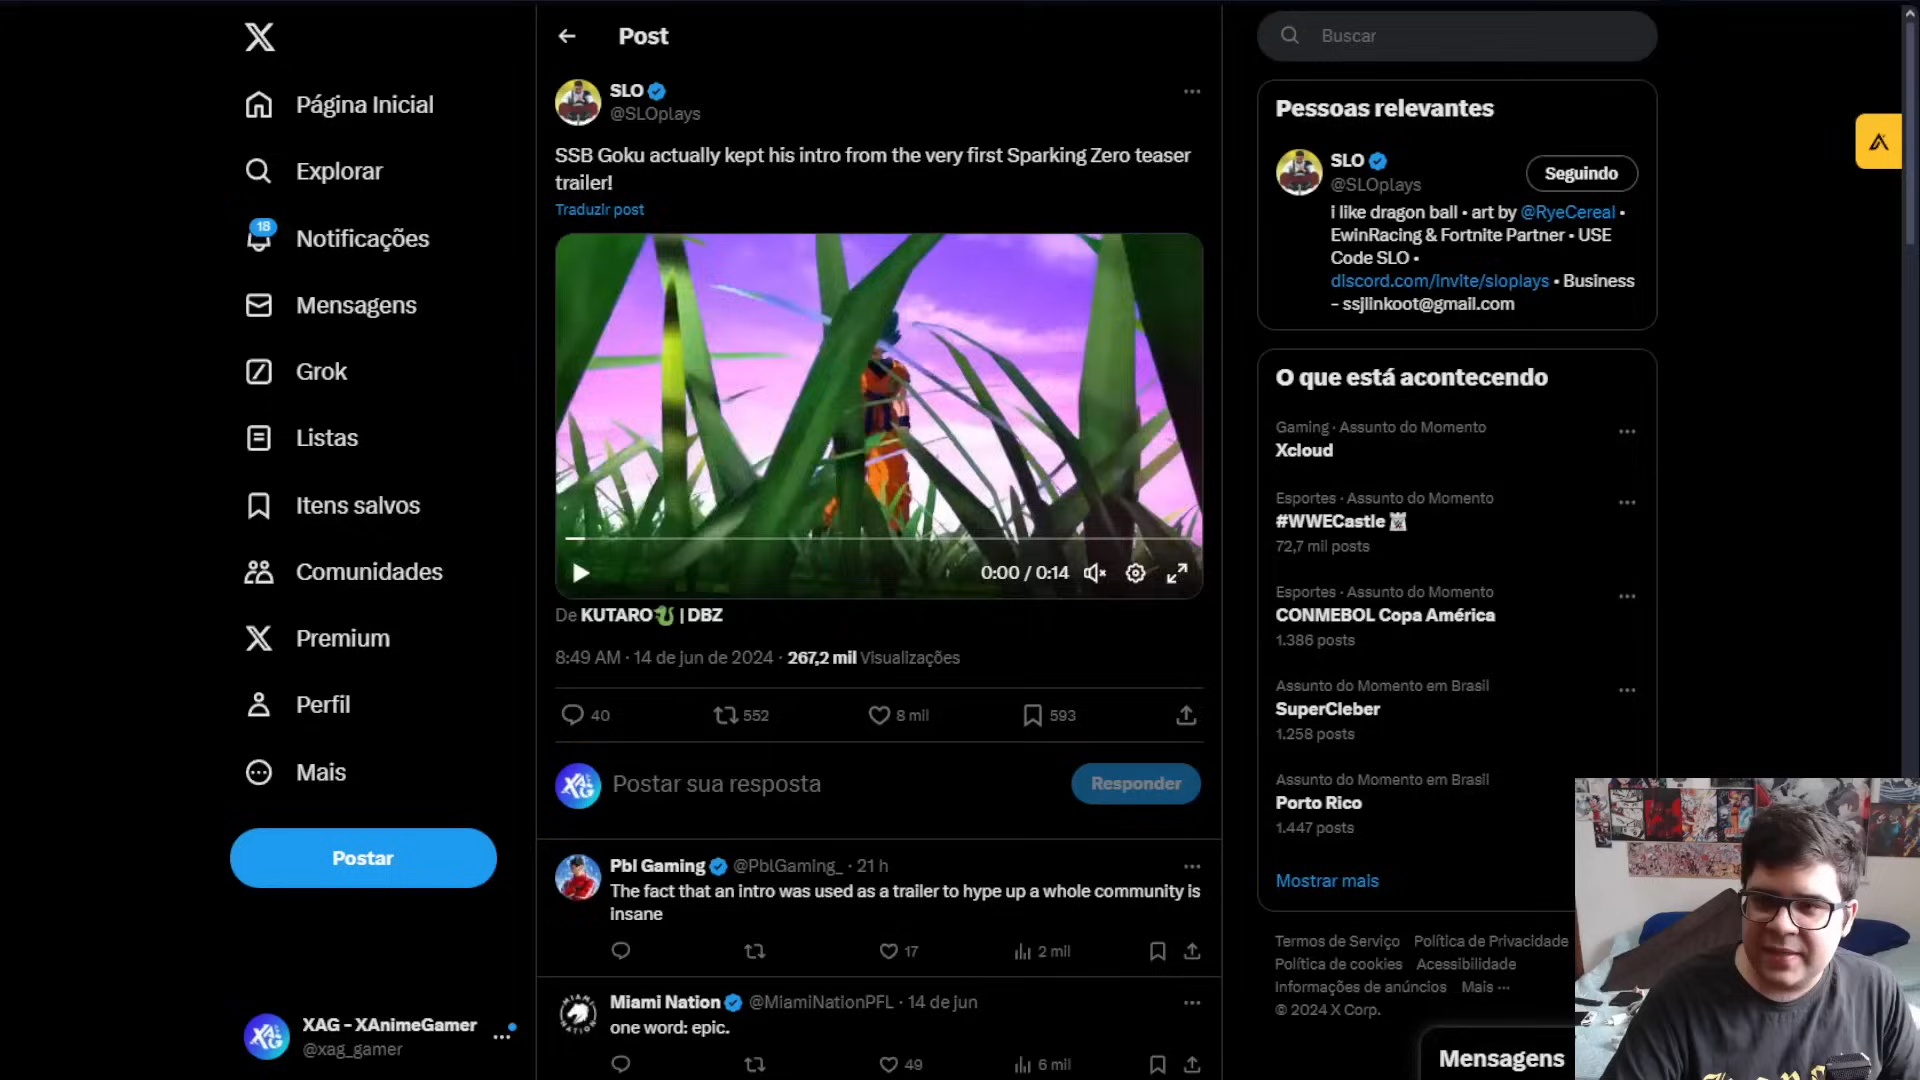 Página Inicial
Explorar
18
Notificações
Mensagens
Grok
Listas
Itens salvos
Comunidades
Premium
Perfil
Mais
Postar
XAG - XAnimeGamer
@xag_gamer
Post
SLO
@SLOplays
SSB Goku actually kept his intro from the very first Sparking Zero teaser
trailer!
Traduzir post
0:00 / 0:14
De KUTARO🐉 | DBZ
8:49 AM · 14 de jun de 2024 · 267,2 mil Visualizações
40 552 8 mil 593
Postar sua resposta
Responder
Pbl Gaming @PblGaming_ · 21 h
The fact that an intro was used as a trailer to hype up a whole community is
insane
17 2 mil
Miami Nation @MiamiNationPFL · 14 de jun
one word: epic.
49 6 mil
Buscar
Pessoas relevantes
SLO
@SLOplays
Seguindo
i like dragon ball • art by @RyeCereal •
EwinRacing & Fortnite Partner • USE
Code SLO •
discord.com/invite/sloplays • Business
- ssjlinkoot@gmail.com
O que está acontecendo
Gaming · Assunto do Momento
Xcloud
Esportes · Assunto do Momento
#WWECastle
72,7 mil posts
Esportes · Assunto do Momento
CONMEBOL Copa América
1.386 posts
Assunto do Momento em Brasil
SuperCleber
1.258 posts
Assunto do Momento em Brasil
Porto Rico
1.447 posts
Mostrar mais
Termos de Serviço Política de Privacidade
Política de cookies Acessibilidade
Informações de anúncios Mais ···
© 2024 X Corp.
Mensagens